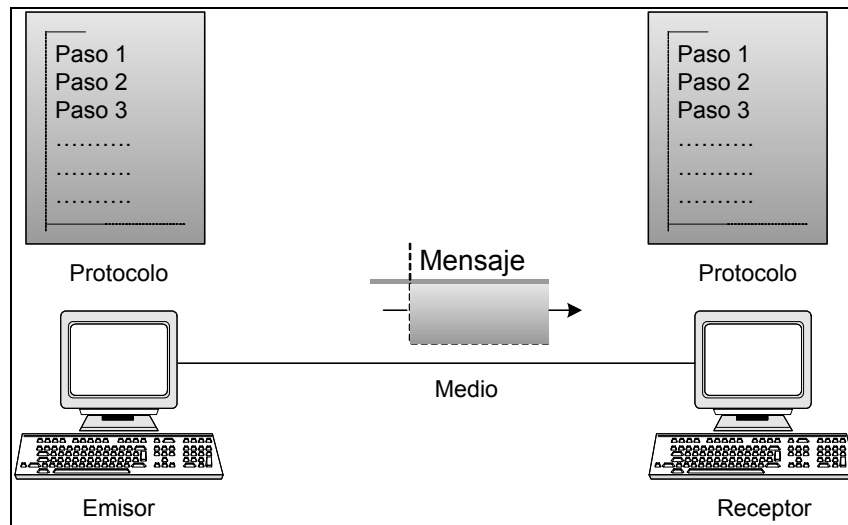 Paso 1
Paso 2
Paso 3
..........
..........
..........
Protocolo
Paso 1
Paso 2
Paso 3
..........
..........
..........
Protocolo
Mensaje
Medio
Emisor
Receptor